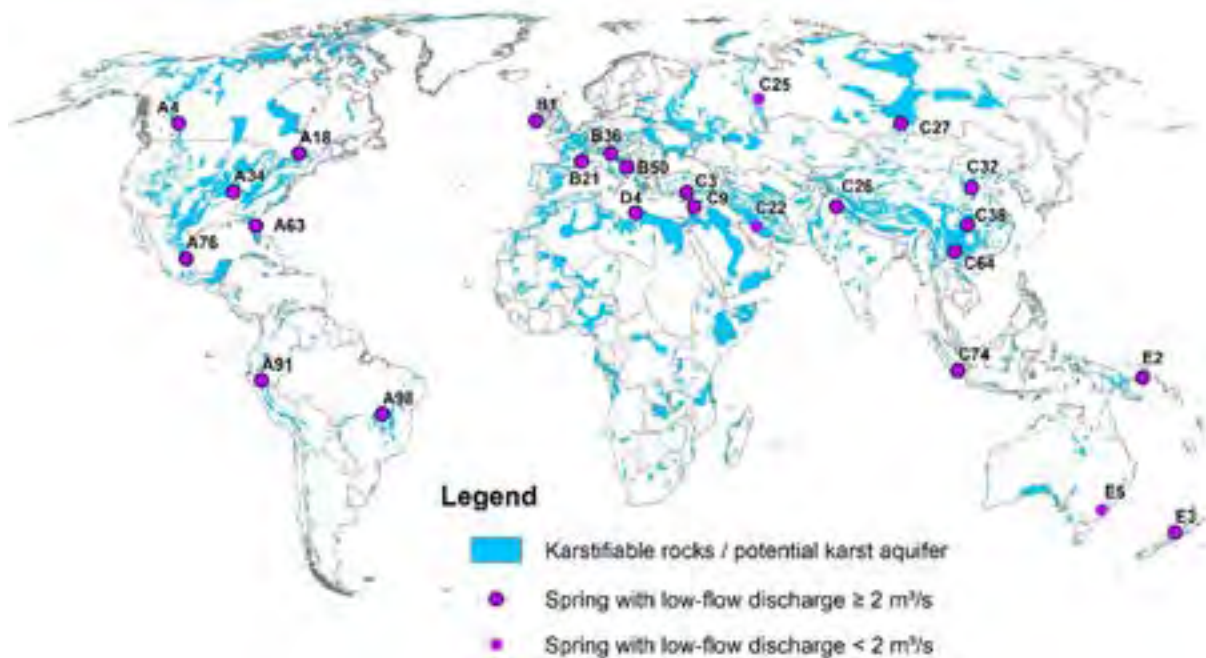 C25
A4
B1
C27
A18
B36
C32
A34
B50
C3
B21
C26
D4
C9
C22
C38
A63
A76
C64
C74
E2
A91
A98
Legend
E5
E3
Karstifiable rocks / potential karst aquifer
Spring with low-flow discharge ≥ 2 m³/s
Spring with low-flow discharge < 2 m³/s